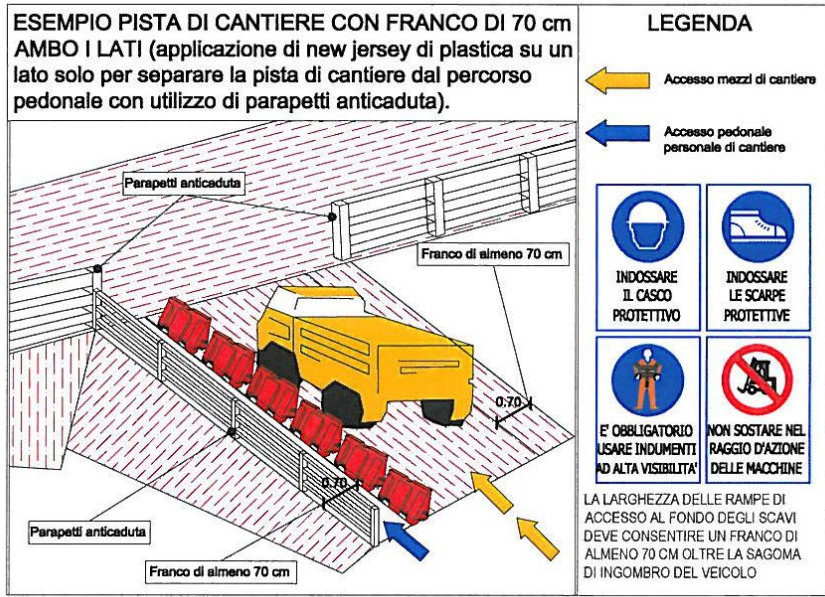 ESEMPIO PISTA DI CANTIERE CON FRANCO DI 70 cm
AMBO I LATI (applicazione di new jersey di plastica su un
lato solo per separare la pista di cantiere dal percorso
pedonale con utilizzo di parapetti anticaduta).
Parapetti anticaduta
Franco di almeno 70 cm
0.70
0.70
Parapetti anticaduta
Franco di almeno 70 cm
LEGENDA
Accesso mezzi di cantiere
Accesso pedonale
personale di cantiere
INDOSSARE
IL CASCO
PROTETTIVO
INDOSSARE
LE SCARPE
PROTETTIVE
E' OBBLIGATORIO
USARE INDUMENTI
AD ALTA VISIBILITA'
NON SOSTARE NEL
RAGGIO D'AZIONE
DELLE MACCHINE
LA LARGHEZZA DELLE RAMPE DI
ACCESSO AL FONDO DEGLI SCAVI
DEVE CONSENTIRE UN FRANCO DI
ALMENO 70 CM OLTRE LA SAGOMA
DI INGOMBRO DEL VEICOLO